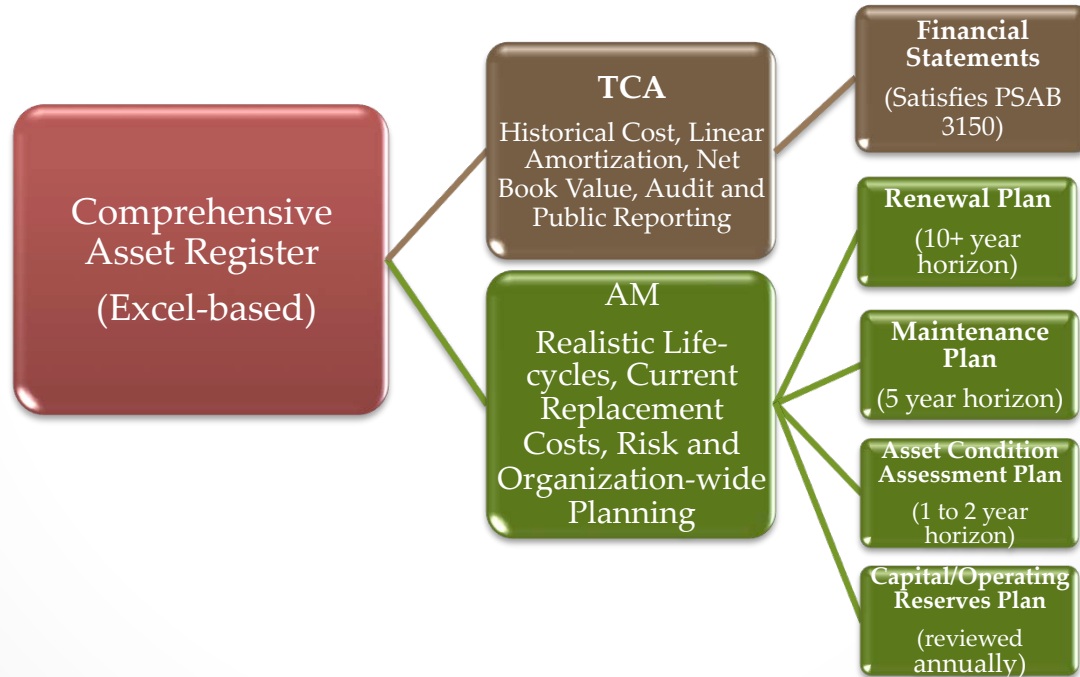 Comprehensive
Asset Register
(Excel-based)
TCA
Historical Cost, Linear
Amortization, Net
Book Value, Audit and
Public Reporting
AM
Realistic Life-
cycles, Current
Replacement
Costs, Risk and
Organization-wide
Planning
Financial
Statements
(Satisfies PSAB
3150)
Renewal Plan
(10+ year
horizon)
Maintenance
Plan
(5 year horizon)
Asset Condition
Assessment Plan
(1 to 2 year
horizon)
Capital/Operating
Reserves Plan
(reviewed
annually)